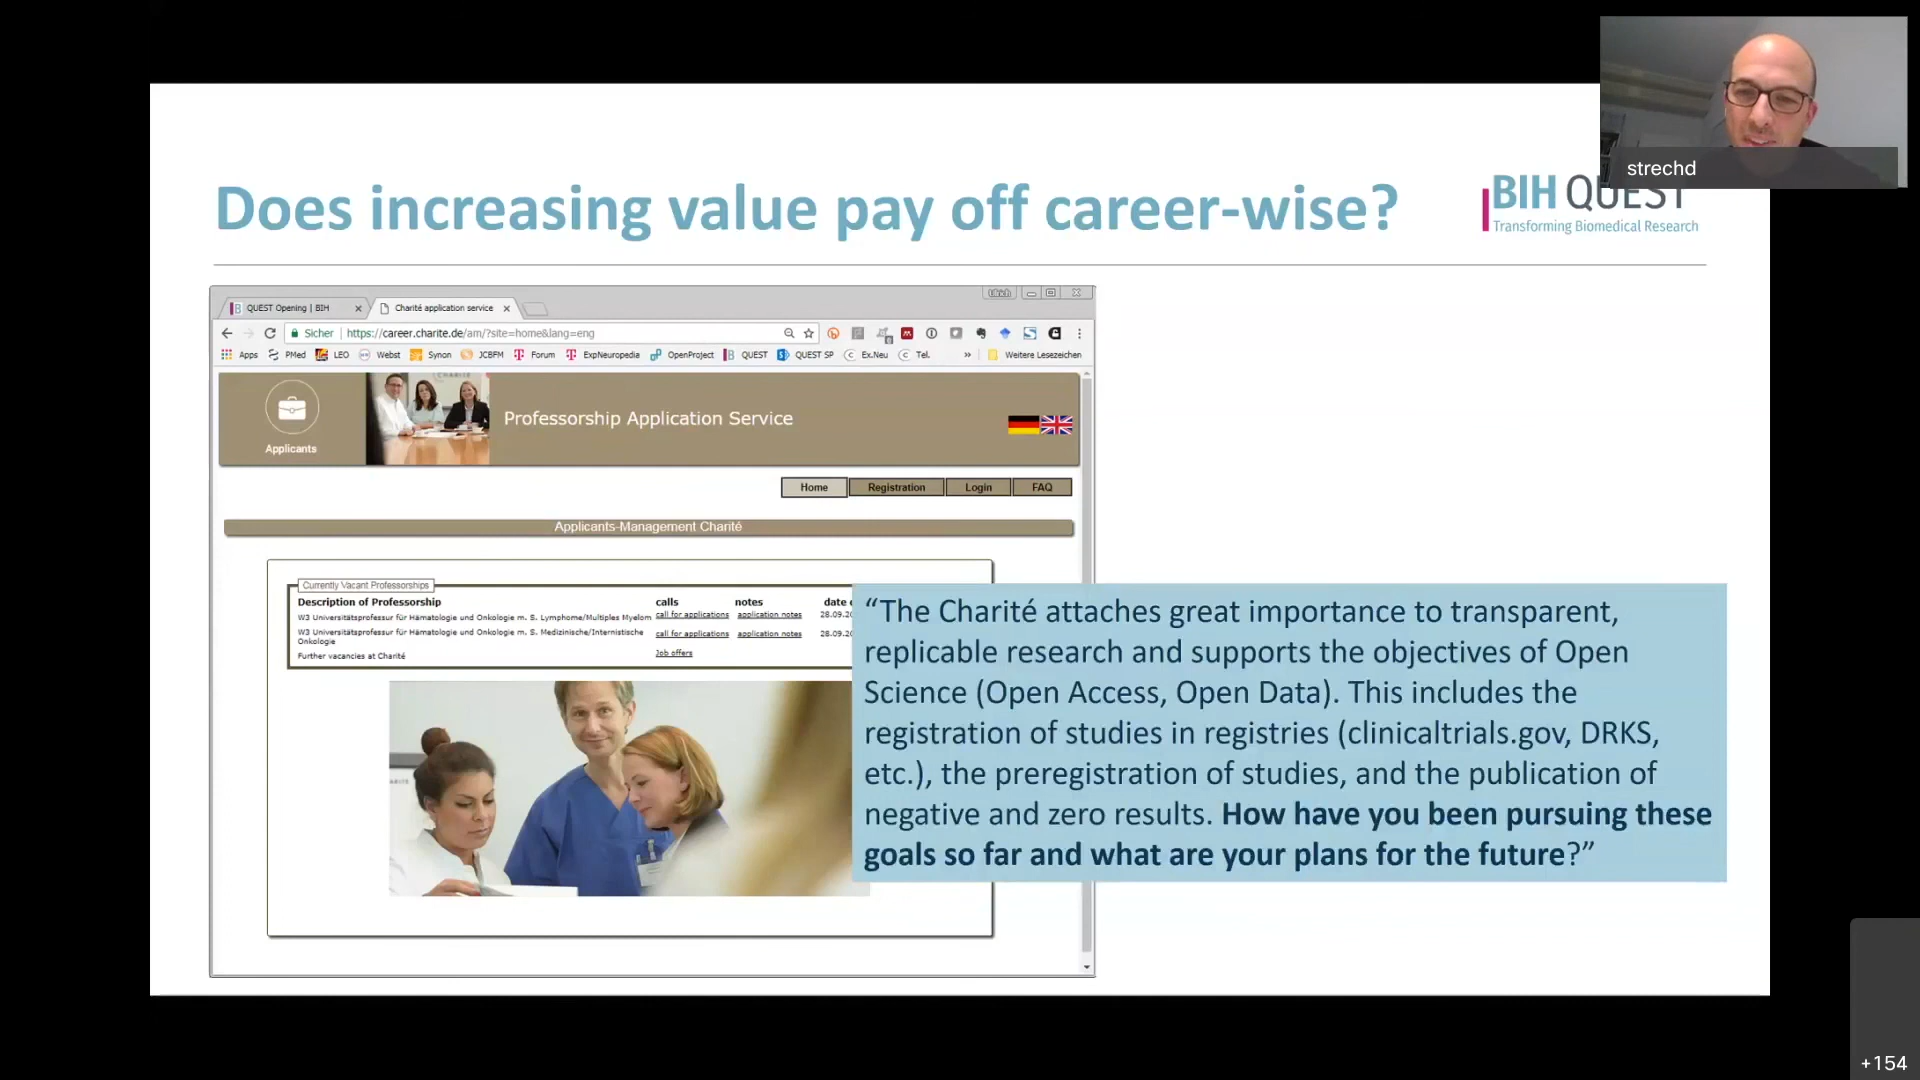 strechd
Does increasing value pay off career-wise?
BIH QUEST
Transforming Biomedical Research
QUEST Opening | BIH
Charité application service
Ulrich
Sicher
https://career.charite.de/am/?site=home&lang=eng
Apps PMed LEO Webst Synon JCBFM Forum ExpNeuropedia OpenProject QUEST QUEST SP Ex.Neu Tel. » Weitere Lesezeichen
Applicants
Professorship Application Service
Home Registration Login FAQ
Applicants-Management Charité
Currently Vacant Professorships
Description of Professorship calls notes date
W3 Universitätsprofessur für Hämatologie und Onkologie m. S. Lymphome/Multiples Myelom call for applications application notes 28.09.20
W3 Universitätsprofessur für Hämatologie und Onkologie m. S. Medizinische/Internistische call for applications application notes 28.09.20
Onkologie
Further vacancies at Charité Job offers
“The Charité attaches great importance to transparent,
replicable research and supports the objectives of Open
Science (Open Access, Open Data). This includes the
registration of studies in registries (clinicaltrials.gov, DRKS,
etc.), the preregistration of studies, and the publication of
negative and zero results. How have you been pursuing these
goals so far and what are your plans for the future?”
+154